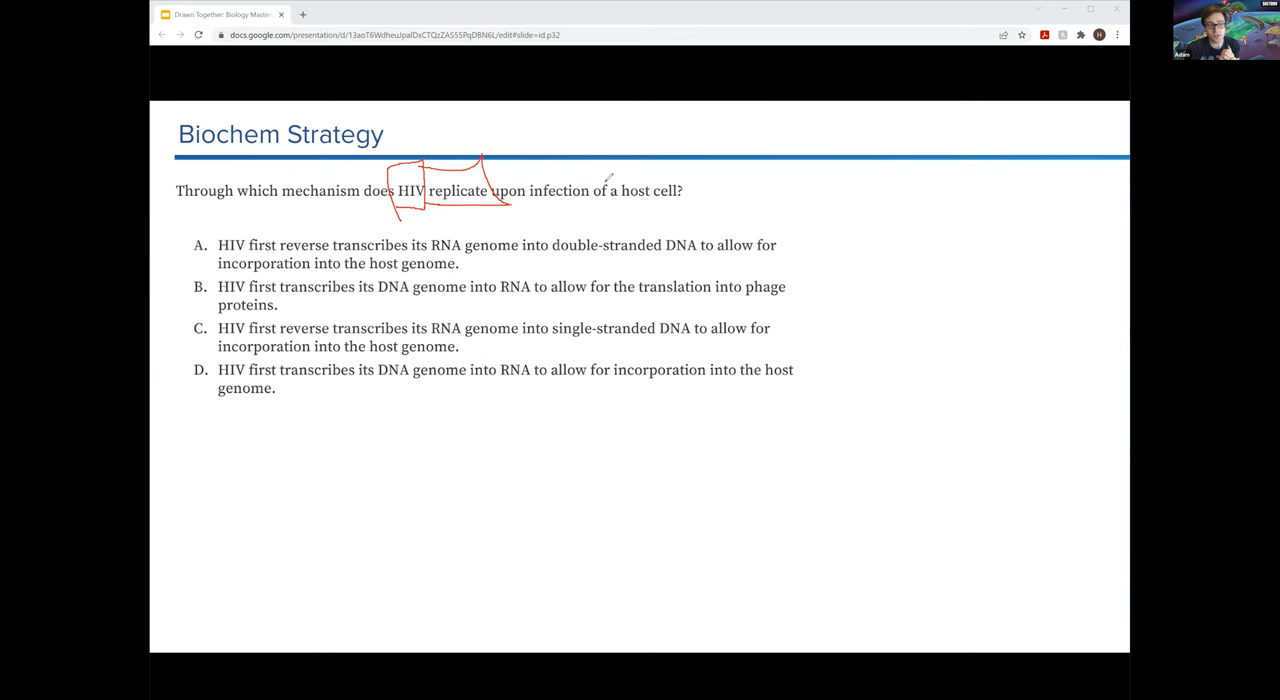 Drawn Together: Biology Master
docs.google.com/presentation/d/13aoT6WdheuJpalDxCTQzZAS55PqDBN6L/edit#slide=id.p32
H
Adam
Biochem Strategy
Through which mechanism does HIV replicate upon infection of a host cell?
A. HIV first reverse transcribes its RNA genome into double-stranded DNA to allow for
incorporation into the host genome.
B. HIV first transcribes its DNA genome into RNA to allow for the translation into phage
proteins.
C. HIV first reverse transcribes its RNA genome into single-stranded DNA to allow for
incorporation into the host genome.
D. HIV first transcribes its DNA genome into RNA to allow for incorporation into the host
genome.